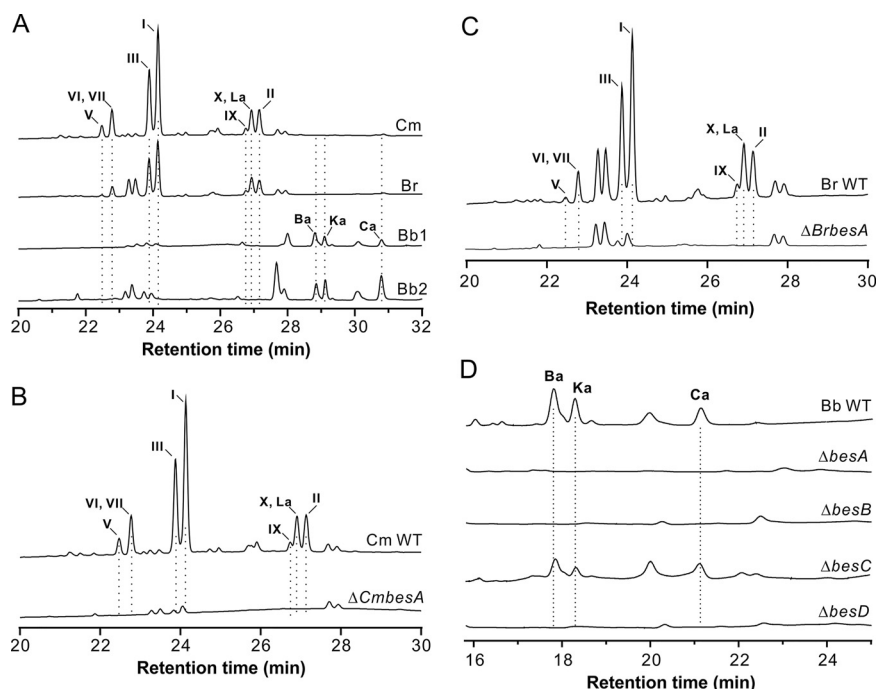 A
I
III
VI, VII
V
X, La
IX
II
Cm
Br
Ba
Ka
Ca
Bb1
Bb2
20 22 24 26 28 30 32
Retention time (min)
B
I
III
VI, VII
V
X, La
IX
II
Cm WT
ΔCmbesA
20 22 24 26 28 30
Retention time (min)
C
I
III
VI, VII
V
X, La
IX
II
Br WT
ΔBrbesA
20 22 24 26 28 30
Retention time (min)
D
Ba
Ka
Ca
Bb WT
ΔbesA
ΔbesB
ΔbesC
ΔbesD
16 18 20 22 24
Retention time (min)